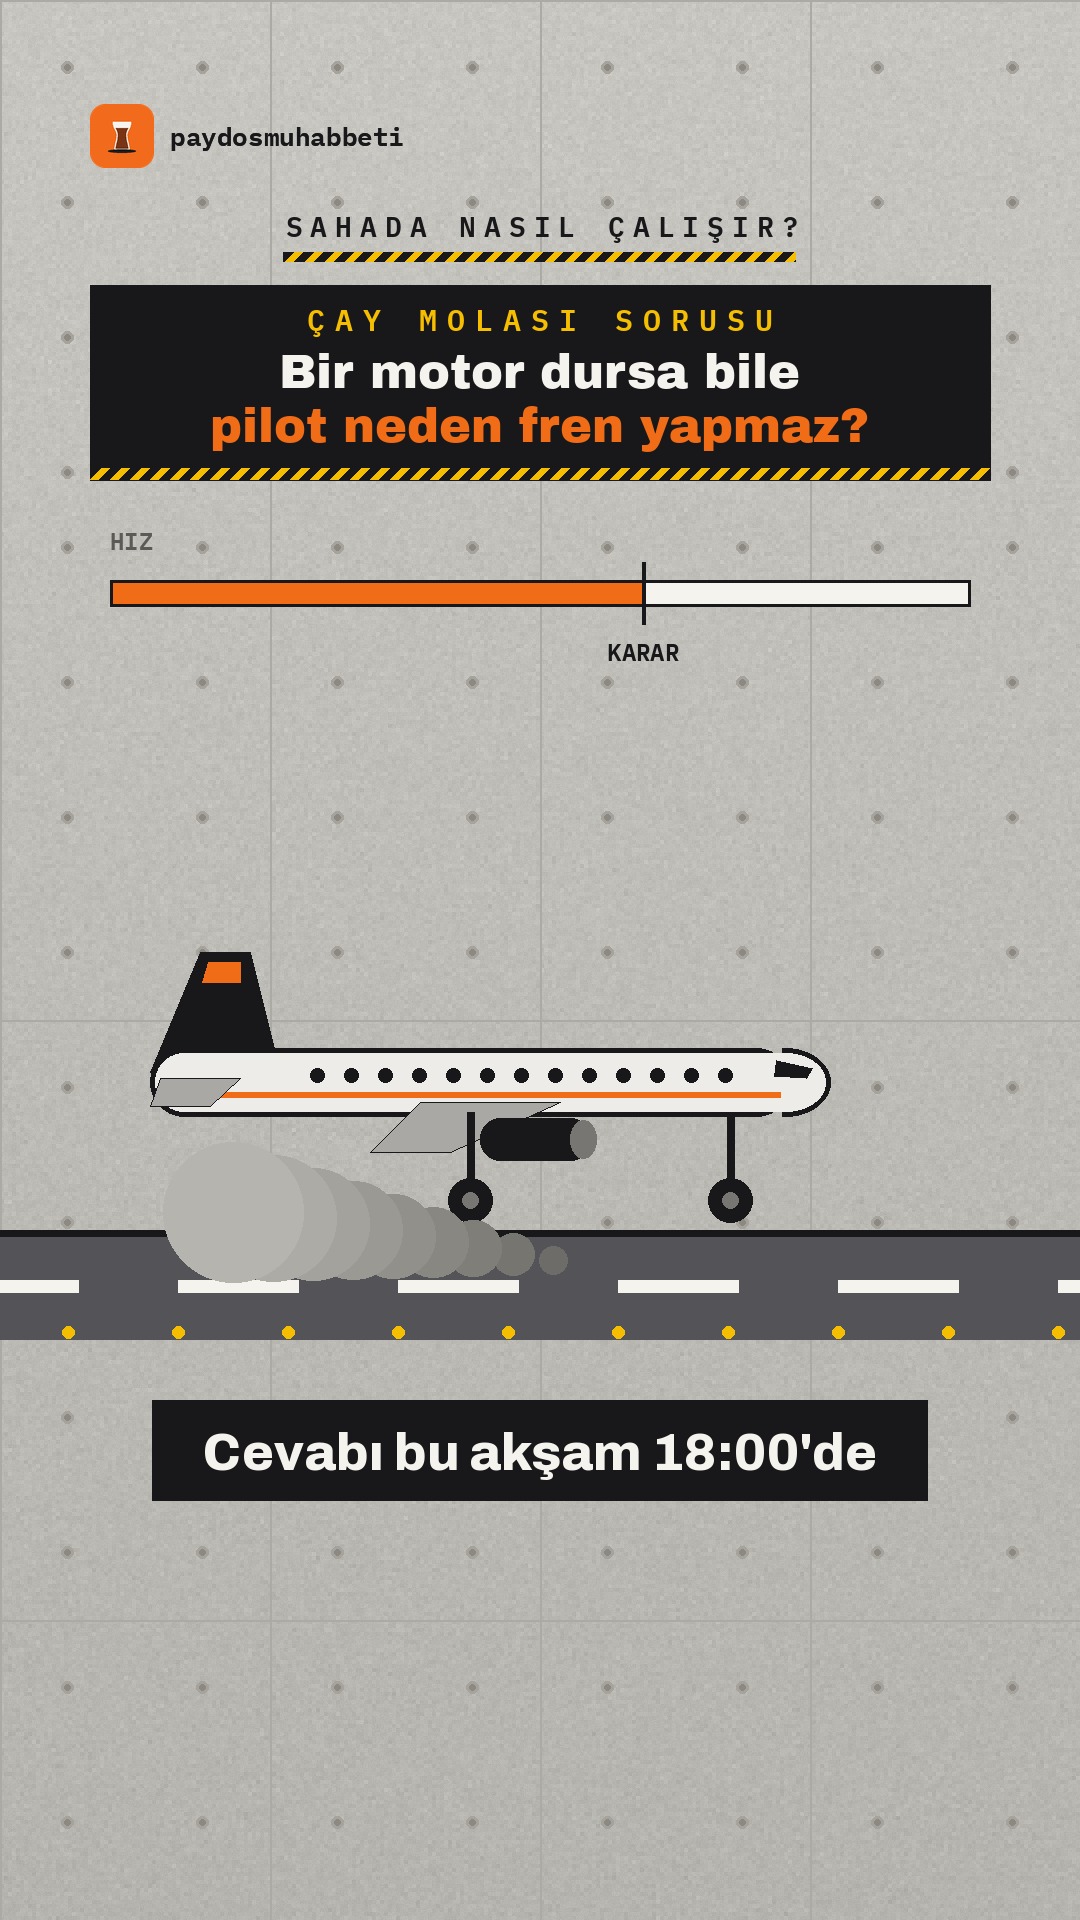 paydosmuhabbeti
SAHADA NASIL ÇALIŞIR?
ÇAY MOLASI SORUSU
Bir motor dursa bile
pilot neden fren yapmaz?
HIZ
KARAR
Cevabı bu akşam 18:00'de